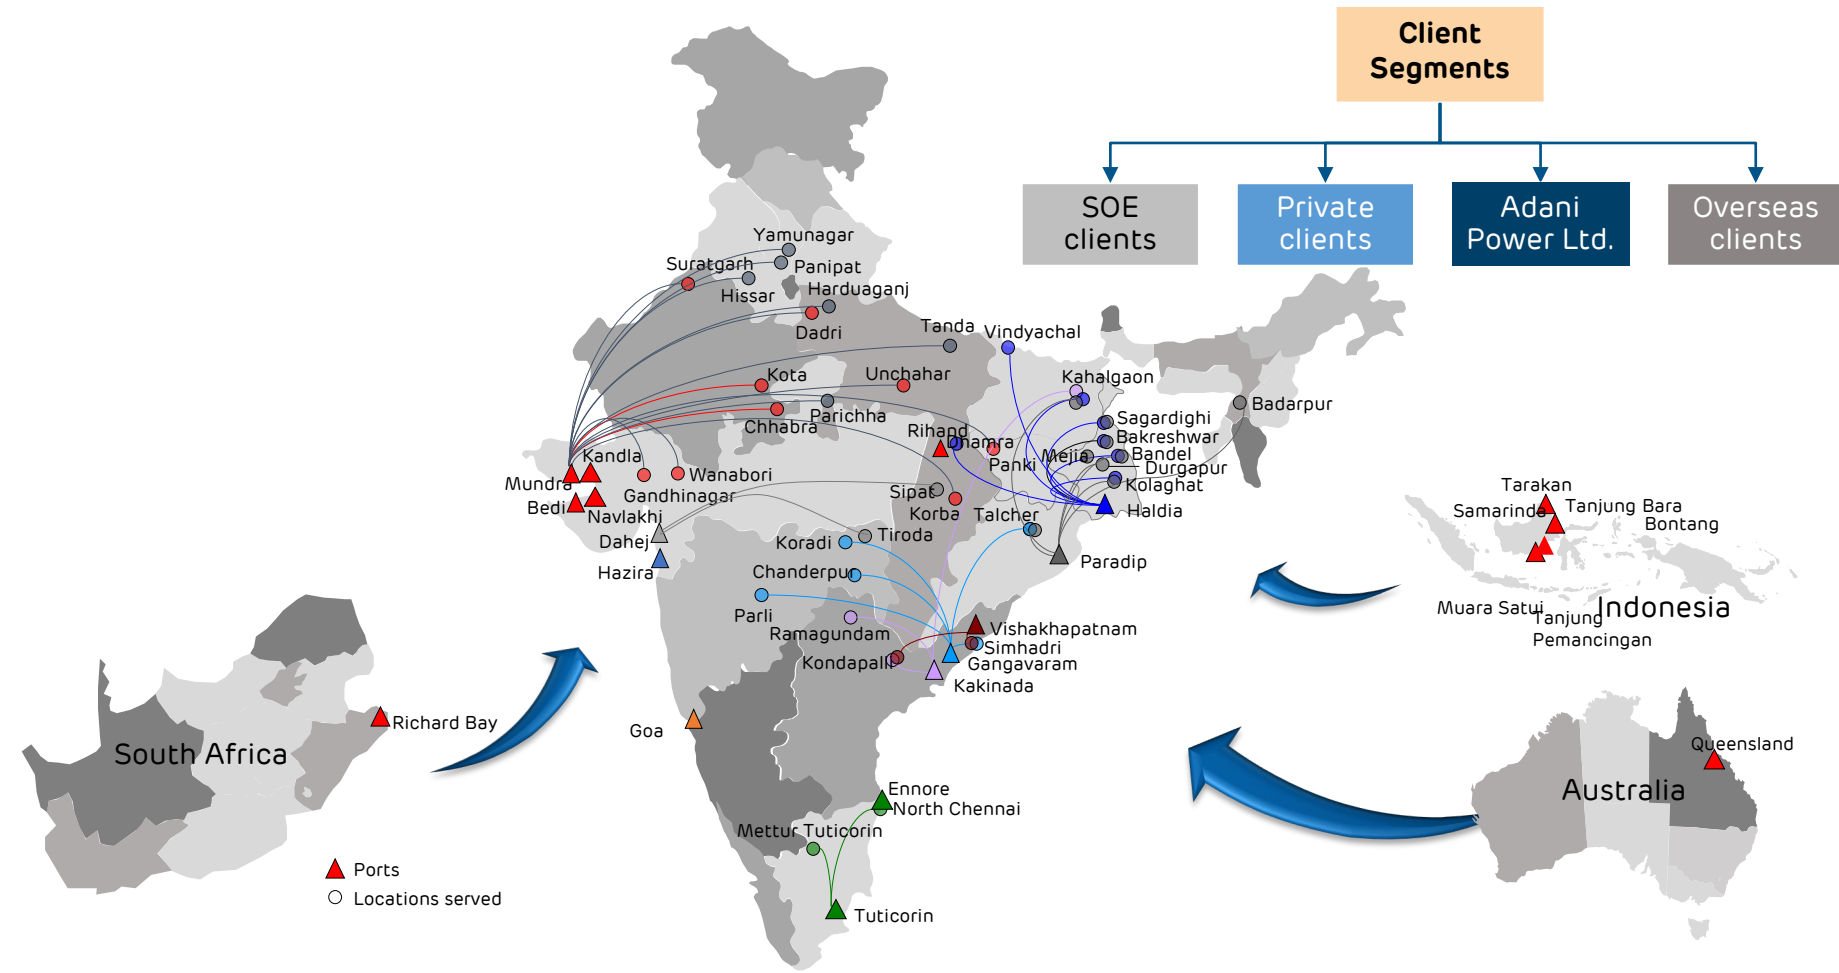 Client
Segments
SOE
clients
Private
clients
Adani
Power Ltd.
Overseas
clients
Yamunagar
Suratgarh
Panipat
Hissar
Harduaganj
Dadri
Tanda
Vindyachal
Kota
Unchahar
Kahalgaon
Chhabra
Parichha
Badarpur
Sagardighi
Rihand
Dhamra
Bakreshwar
Mejia
Bandel
Panki
Durgapur
Kandla
Wanabori
Mundra
Gandhinagar
Kolaghat
Sipat
Bedi
Navlakhi
Korba
Talcher
Haldia
Dahej
Koradi
Tiroda
Hazira
Chanderpur
Paradip
Parli
Ramagundam
Vishakhapatnam
Simhadri
Kondapalli
Gangavaram
Kakinada
Goa
Ennore
North Chennai
Mettur Tuticorin
Tuticorin
Tarakan
Samarinda
Tanjung Bara
Bontang
Muara Satui
Indonesia
Tanjung
Pemancingan
Richard Bay
South Africa
Queensland
Australia
Ports
Locations served